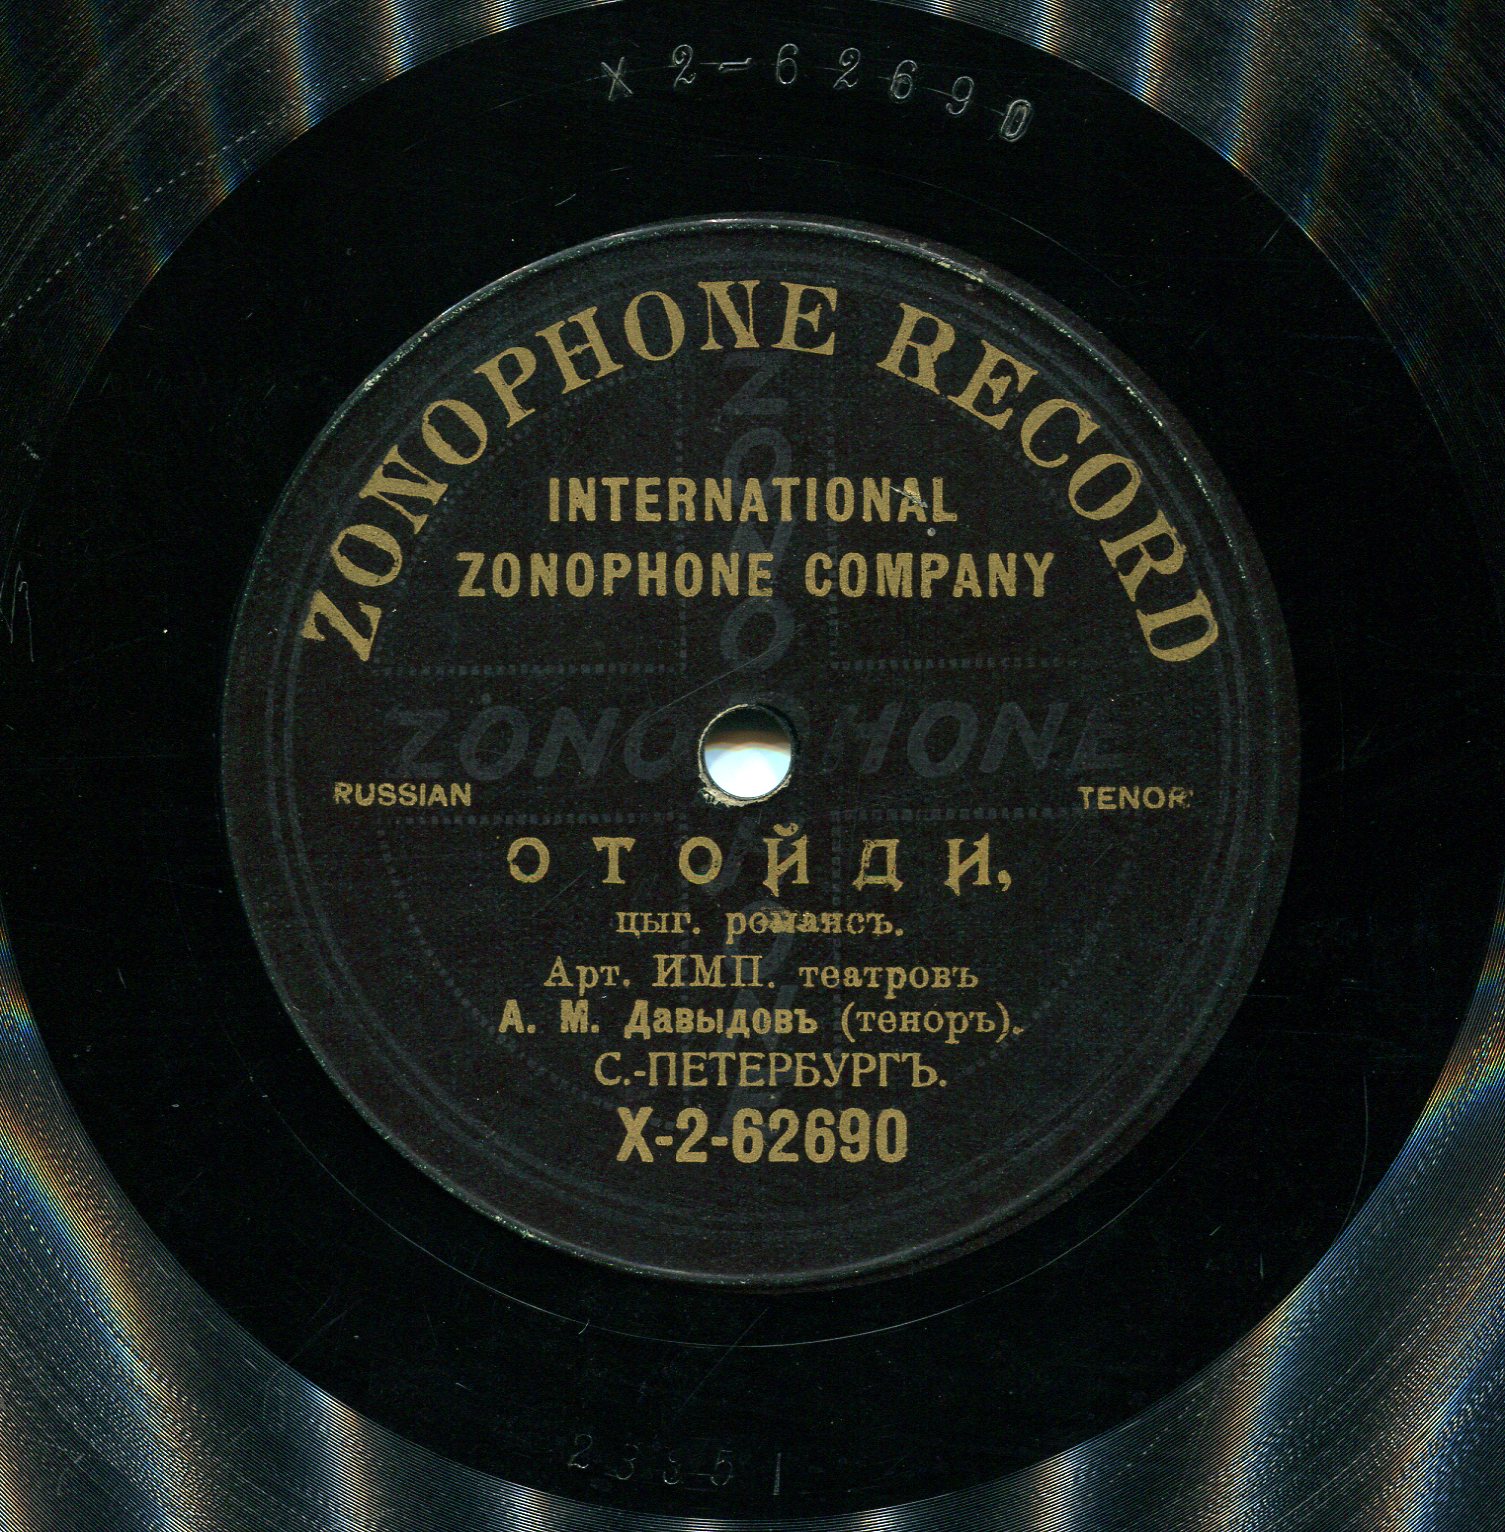 X 2-62690
ZONOPHONE RECORD
INTERNATIONAL
ZONOPHONE COMPANY
ZONOPHONE
RUSSIAN
TENOR
ОТОЙДИ,
цыг. романсъ.
Арт. ИМП. театровъ
А. М. Давыдовъ (теноръ).
С.-ПЕТЕРБУРГЪ.
X-2-62690